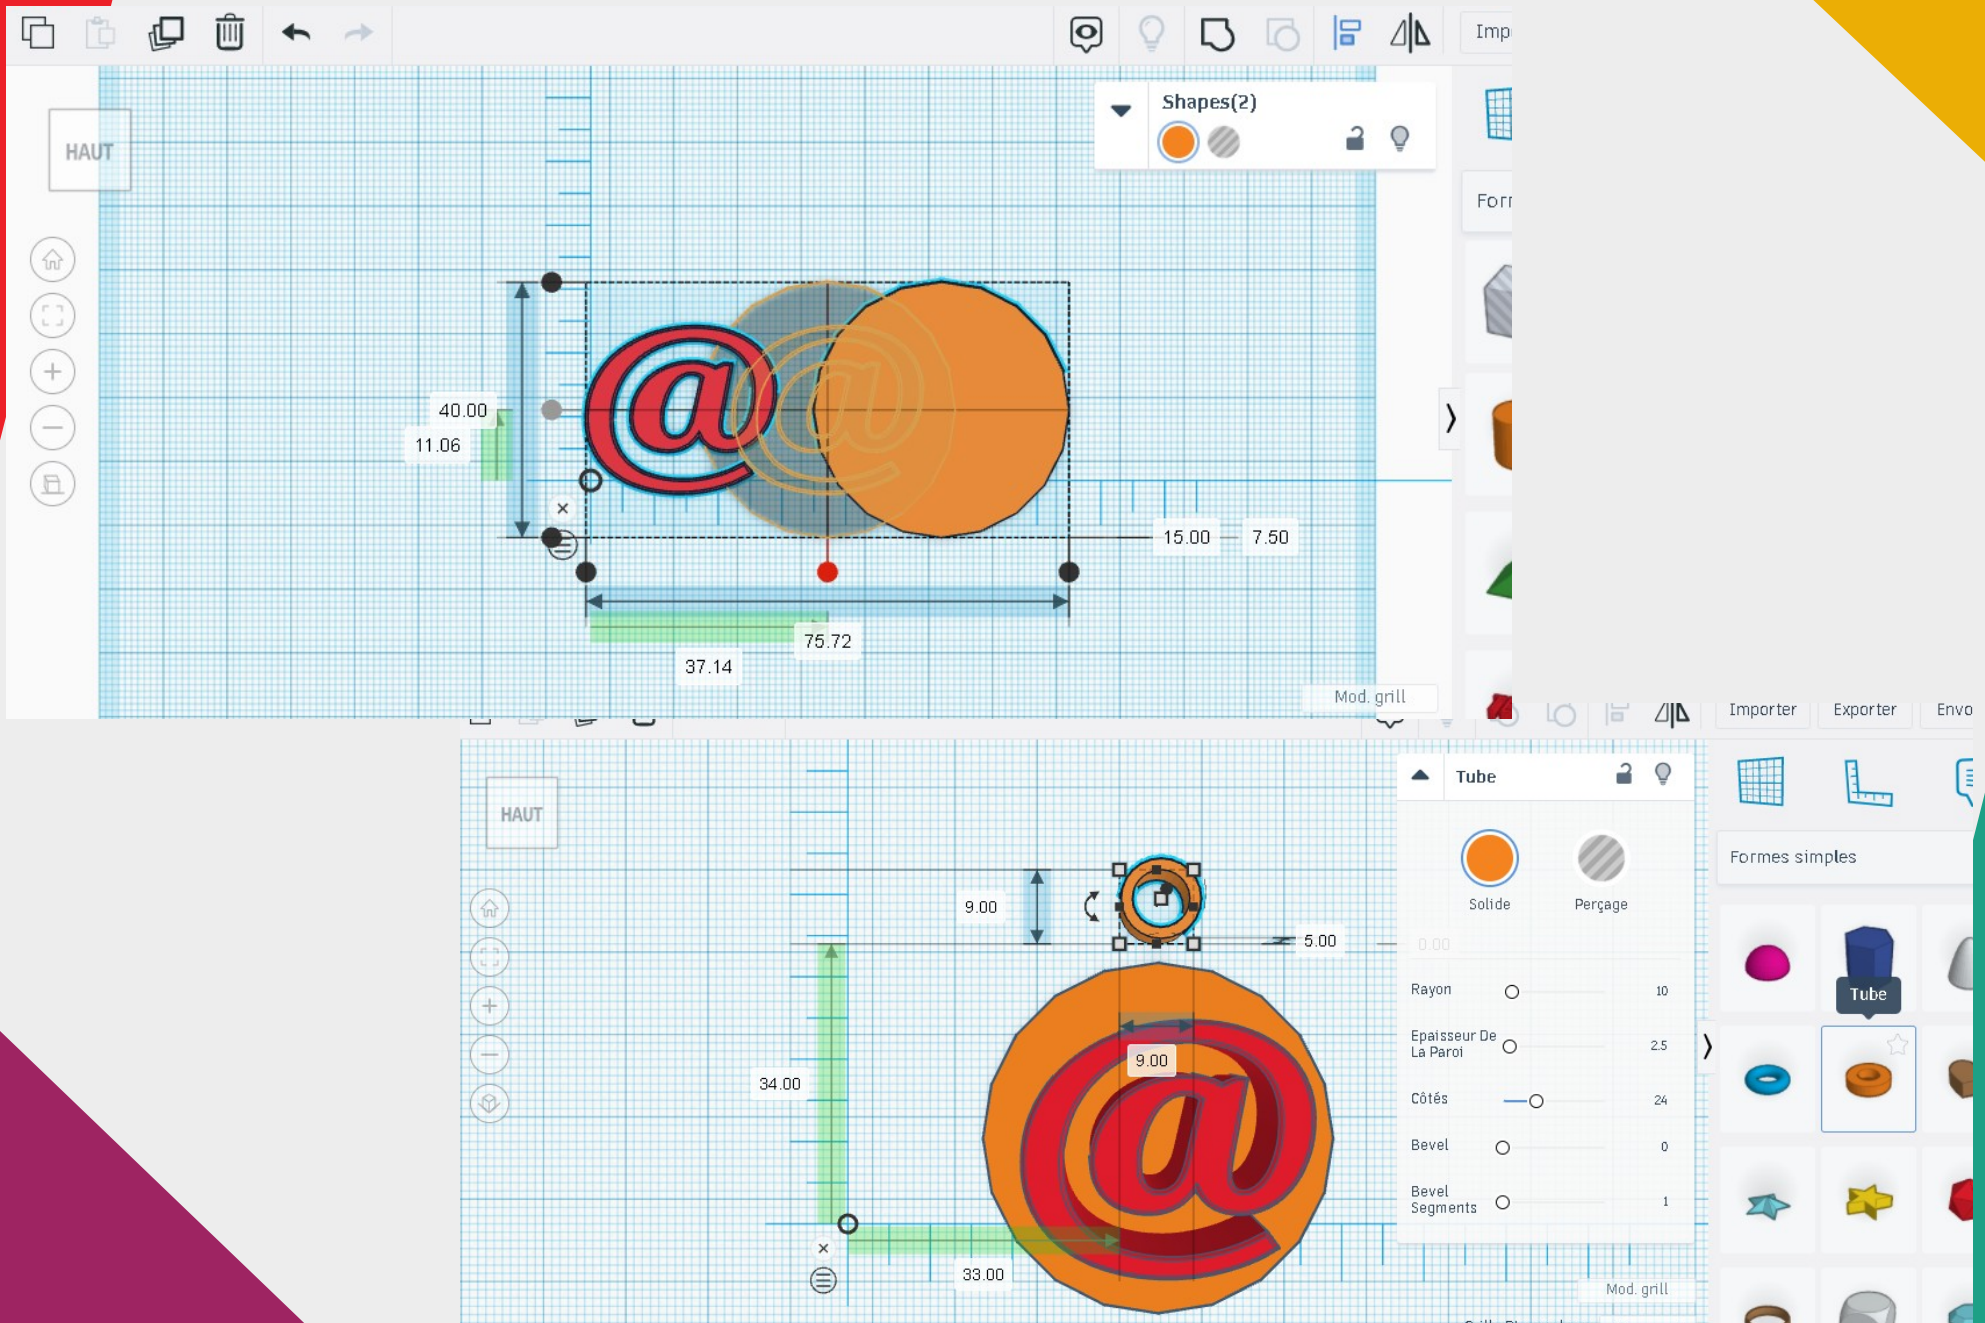 Imp
Shapes(2)
HAUT
Forr
40.00
11.06
15.00
7.50
75.72
37.14
Mod. grill
Importer
Exporter
Envo
HAUT
Tube
Solide
Perçage
Formes simples
9.00
5.00
0.00
Rayon
10
Tube
Epaisseur De
La Paroi
2.5
9.00
34.00
Côtés
24
Bevel
0
Bevel
Segments
1
33.00
Mod. grill